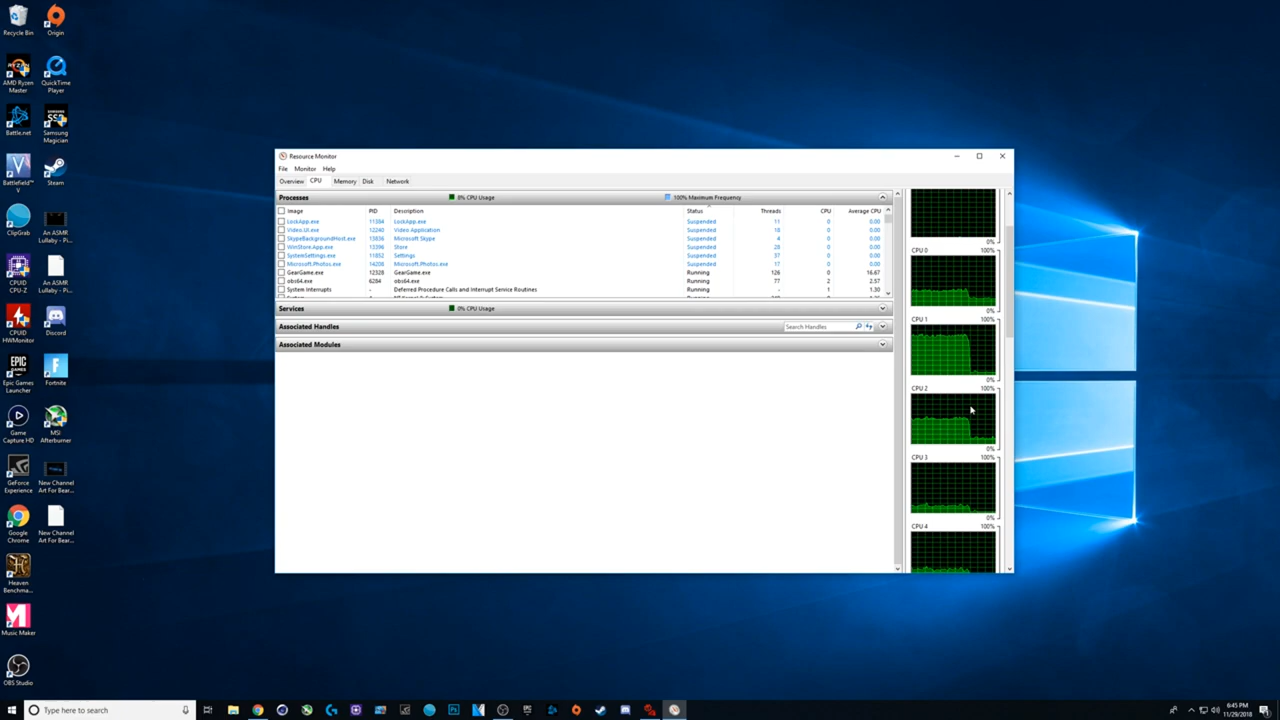 Recycle Bin
Origin
AMD Ryzen Master
QuickTime Player
Battle.net
Samsung Magician
Battlefield™ V
Steam
ClipGrab
An ASMR Lullaby - Pi...
CPUID CPU-Z
An ASMR Lullaby - Pi...
CPUID HWMonitor
Discord
Epic Games Launcher
Fortnite
Game Capture HD
MSI Afterburner
GeForce Experience
New Channel Art For Bear...
Google Chrome
New Channel Art For Bear...
Heaven Benchma...
Music Maker
OBS Studio
Resource Monitor
File Monitor Help
Overview CPU Memory Disk Network
Processes 0% CPU Usage 100% Maximum Frequency
Image PID Description Status Threads CPU Average CPU
LockApp.exe 11384 LockApp.exe Suspended 11 0 0.00
Video.UI.exe 12240 Video Application Suspended 18 0 0.00
SkypeBackgroundHost.exe 13836 Microsoft Skype Suspended 4 0 0.00
WinStore.App.exe 13396 Store Suspended 28 0 0.00
SystemSettings.exe 11852 Settings Suspended 37 0 0.00
Microsoft.Photos.exe 14208 Microsoft.Photos.exe Suspended 17 0 0.00
GearGame.exe 12328 GearGame.exe Running 126 0 16.67
obs64.exe 6284 obs64.exe Running 77 2 2.57
System Interrupts - Deferred Procedure Calls and Interrupt Service Routines Running - 1 1.30
Services 0% CPU Usage
Associated Handles Search Handles
Associated Modules
0%
CPU 0 100%
0%
CPU 1 100%
0%
CPU 2 100%
0%
CPU 3 100%
0%
CPU 4 100%
Type here to search
6:45 PM
11/29/2018